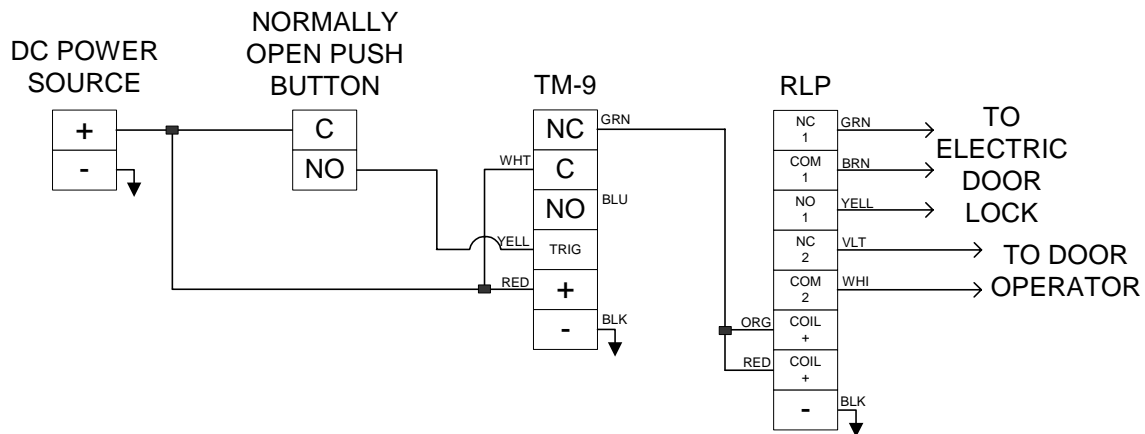 DC POWER
SOURCE
+
-
NORMALLY
OPEN PUSH
BUTTON
C
NO
TM-9
NC
GRN
WHT
C
NO
BLU
YELL
TRIG
RED
+
-
BLK
RLP
NC
1
GRN
COM
1
BRN
NO
1
YELL
NC
2
VLT
COM
2
WHI
ORG
COIL
+
RED
COIL
+
-
BLK
TO
ELECTRIC
DOOR
LOCK
TO DOOR
OPERATOR